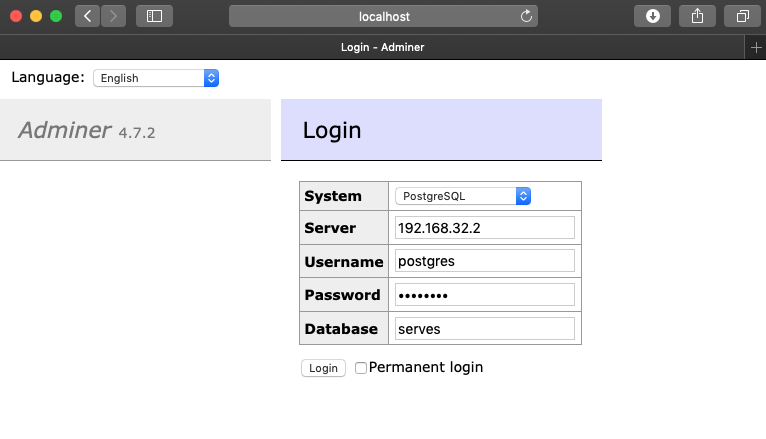 localhost
Login - Adminer
Language: English
Adminer 4.7.2
Login
System PostgreSQL
Server 192.168.32.2
Username postgres
Password ••••••••
Database serves
Login Permanent login